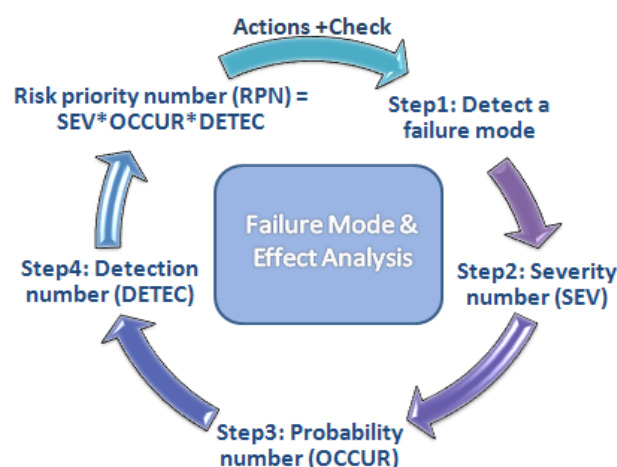 Actions +Check
Risk priority number (RPN) =
SEV*OCCUR*DETEC
Step1: Detect a
failure mode
Failure Mode &
Effect Analysis
Step4: Detection
number (DETEC)
Step2: Severity
number (SEV)
Step3: Probability
number (OCCUR)